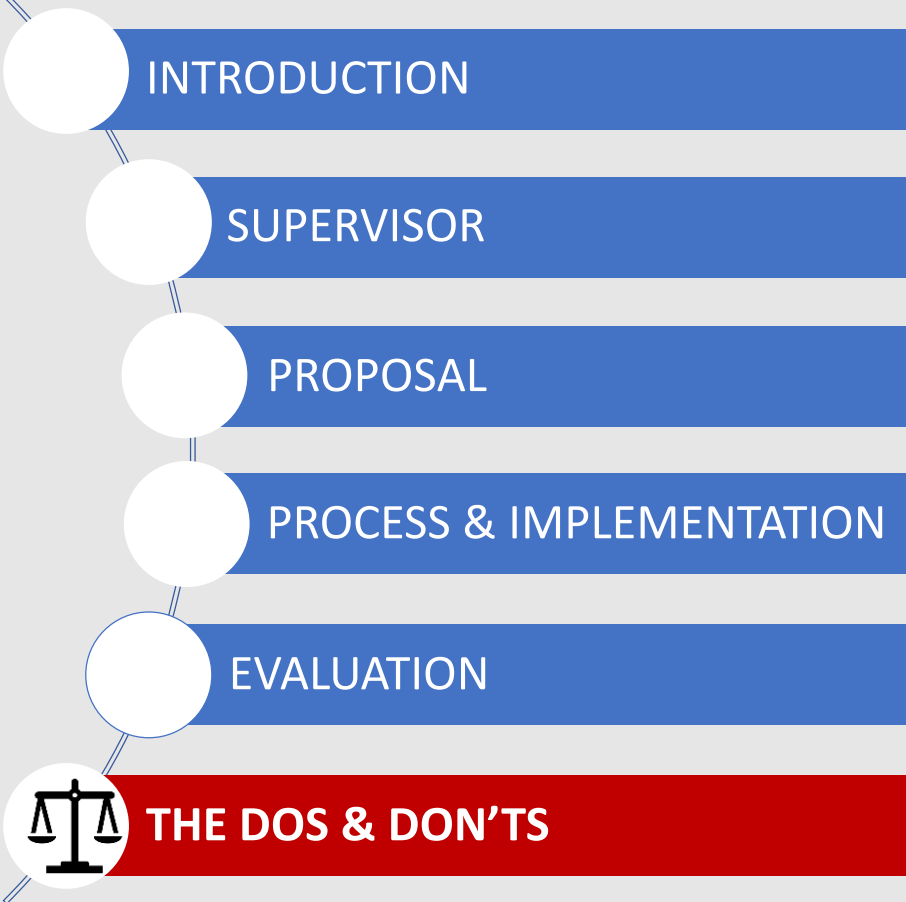 INTRODUCTION
SUPERVISOR
PROPOSAL
PROCESS & IMPLEMENTATION
EVALUATION
THE DOS & DON’TS